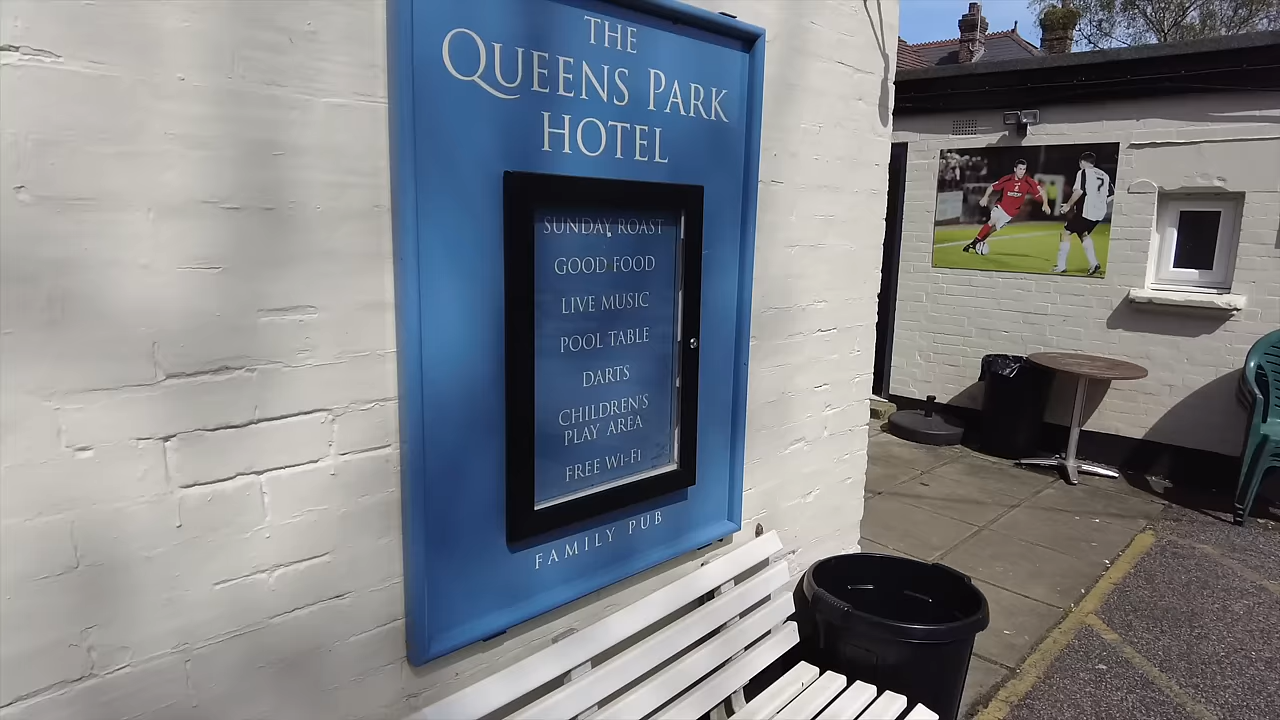 THE
QUEENS PARK
HOTEL
SUNDAY ROAST
GOOD FOOD
LIVE MUSIC
POOL TABLE
DARTS
CHILDREN'S
PLAY AREA
FREE WI-FI
FAMILY PUB
7